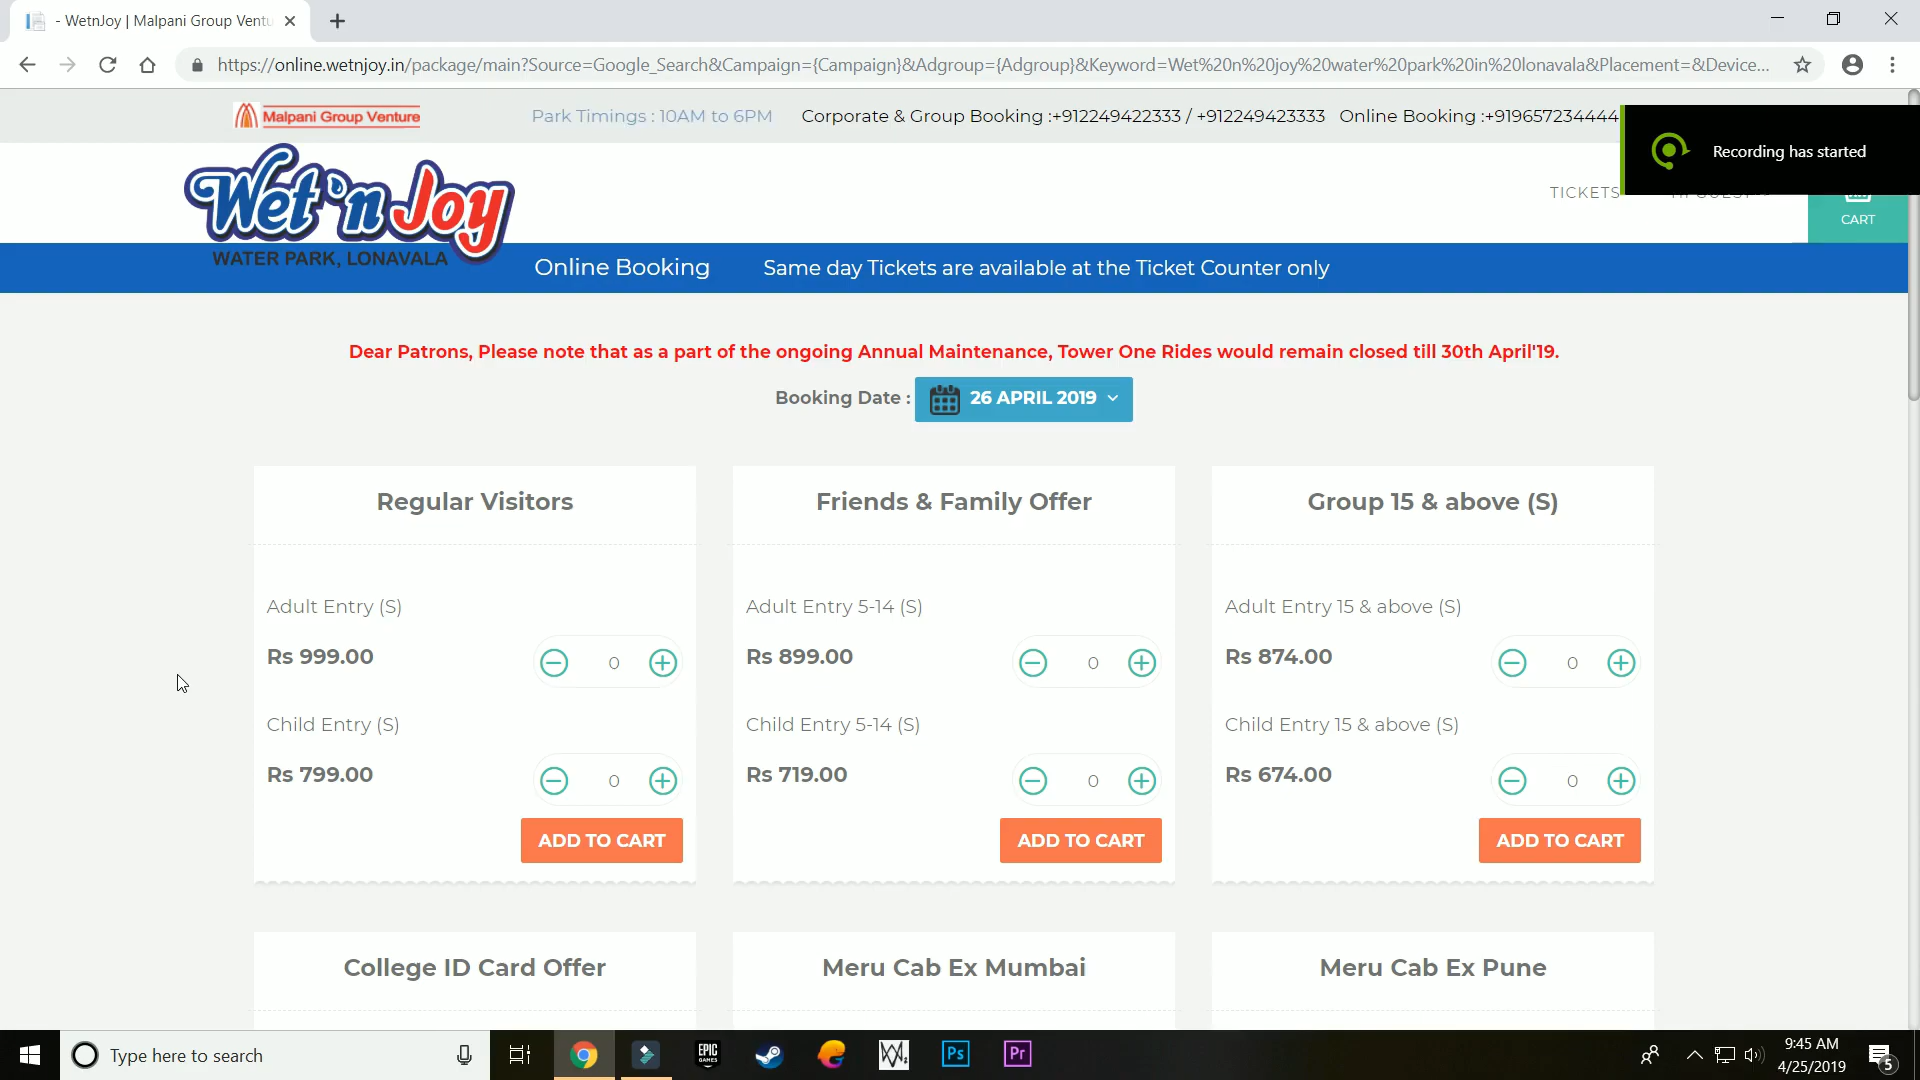 - WetnJoy | Malpani Group Ventu
https://online.wetnjoy.in/package/main?Source=Google_Search&Campaign={Campaign}&Adgroup={Adgroup}&Keyword=Wet%20n%20joy%20water%20park%20in%20lonavala&Placement=&Device...
Malpani Group Venture
Park Timings : 10AM to 6PM
Corporate & Group Booking :+912249422333 / +912249423333
Online Booking :+919657234444
Recording has started
Wet'nJoy
WATER PARK, LONAVALA
TICKETS
CART
Online Booking
Same day Tickets are available at the Ticket Counter only
Dear Patrons, Please note that as a part of the ongoing Annual Maintenance, Tower One Rides would remain closed till 30th April'19.
Booking Date : 26 APRIL 2019
Regular Visitors
Adult Entry (S)
Rs 999.00
0
Child Entry (S)
Rs 799.00
0
ADD TO CART
Friends & Family Offer
Adult Entry 5-14 (S)
Rs 899.00
0
Child Entry 5-14 (S)
Rs 719.00
0
ADD TO CART
Group 15 & above (S)
Adult Entry 15 & above (S)
Rs 874.00
0
Child Entry 15 & above (S)
Rs 674.00
0
ADD TO CART
College ID Card Offer
Meru Cab Ex Mumbai
Meru Cab Ex Pune
Type here to search
EPIC
GAMES
Ps
Pr
9:45 AM
4/25/2019
5